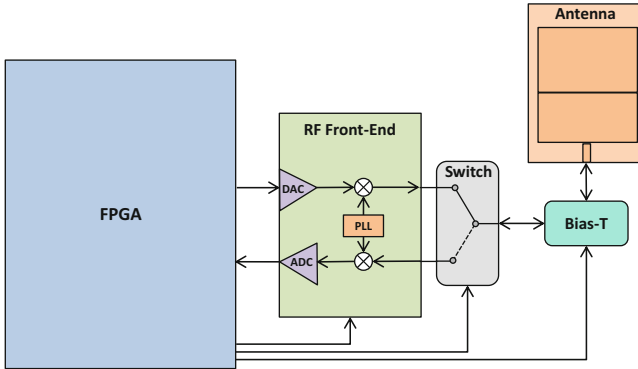 Antenna
RF Front-End
Switch
DAC
FPGA
PLL
Bias-T
ADC